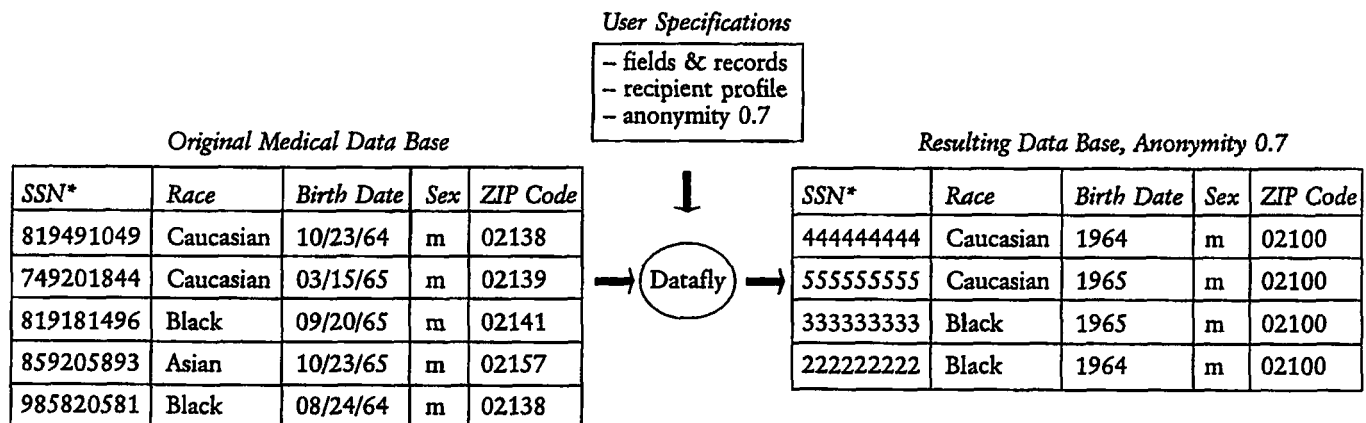 User Specifications
– fields & records
– recipient profile
– anonymity 0.7
Original Medical Data Base
SSN* Race Birth Date Sex ZIP Code
819491049 Caucasian 10/23/64 m 02138
749201844 Caucasian 03/15/65 m 02139
819181496 Black 09/20/65 m 02141
859205893 Asian 10/23/65 m 02157
985820581 Black 08/24/64 m 02138
Datafly
Resulting Data Base, Anonymity 0.7
SSN* Race Birth Date Sex ZIP Code
444444444 Caucasian 1964 m 02100
555555555 Caucasian 1965 m 02100
333333333 Black 1965 m 02100
222222222 Black 1964 m 02100